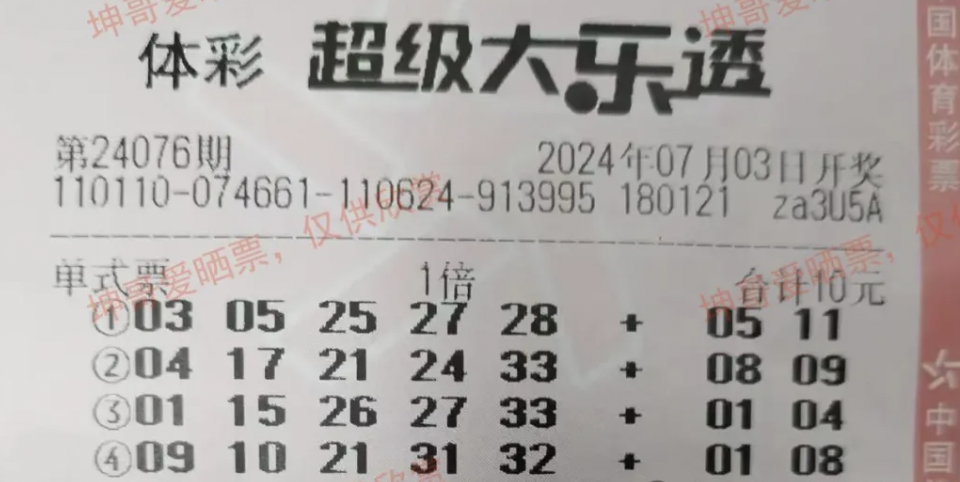 坤哥爱晒
体彩 超级大乐透
第24076期 2024年07月03日开奖
110110-074661-110624-913995 180121 za3U5A
坤哥爱晒票，仅供欣赏
坤哥爱晒票，仅
单式票 1倍 合计10元
①03 05 25 27 28 + 05 11
②04 17 21 24 33 + 08 09
③01 15 26 27 33 + 01 04
④09 10 21 31 32 + 01 08
国体育彩票
中国